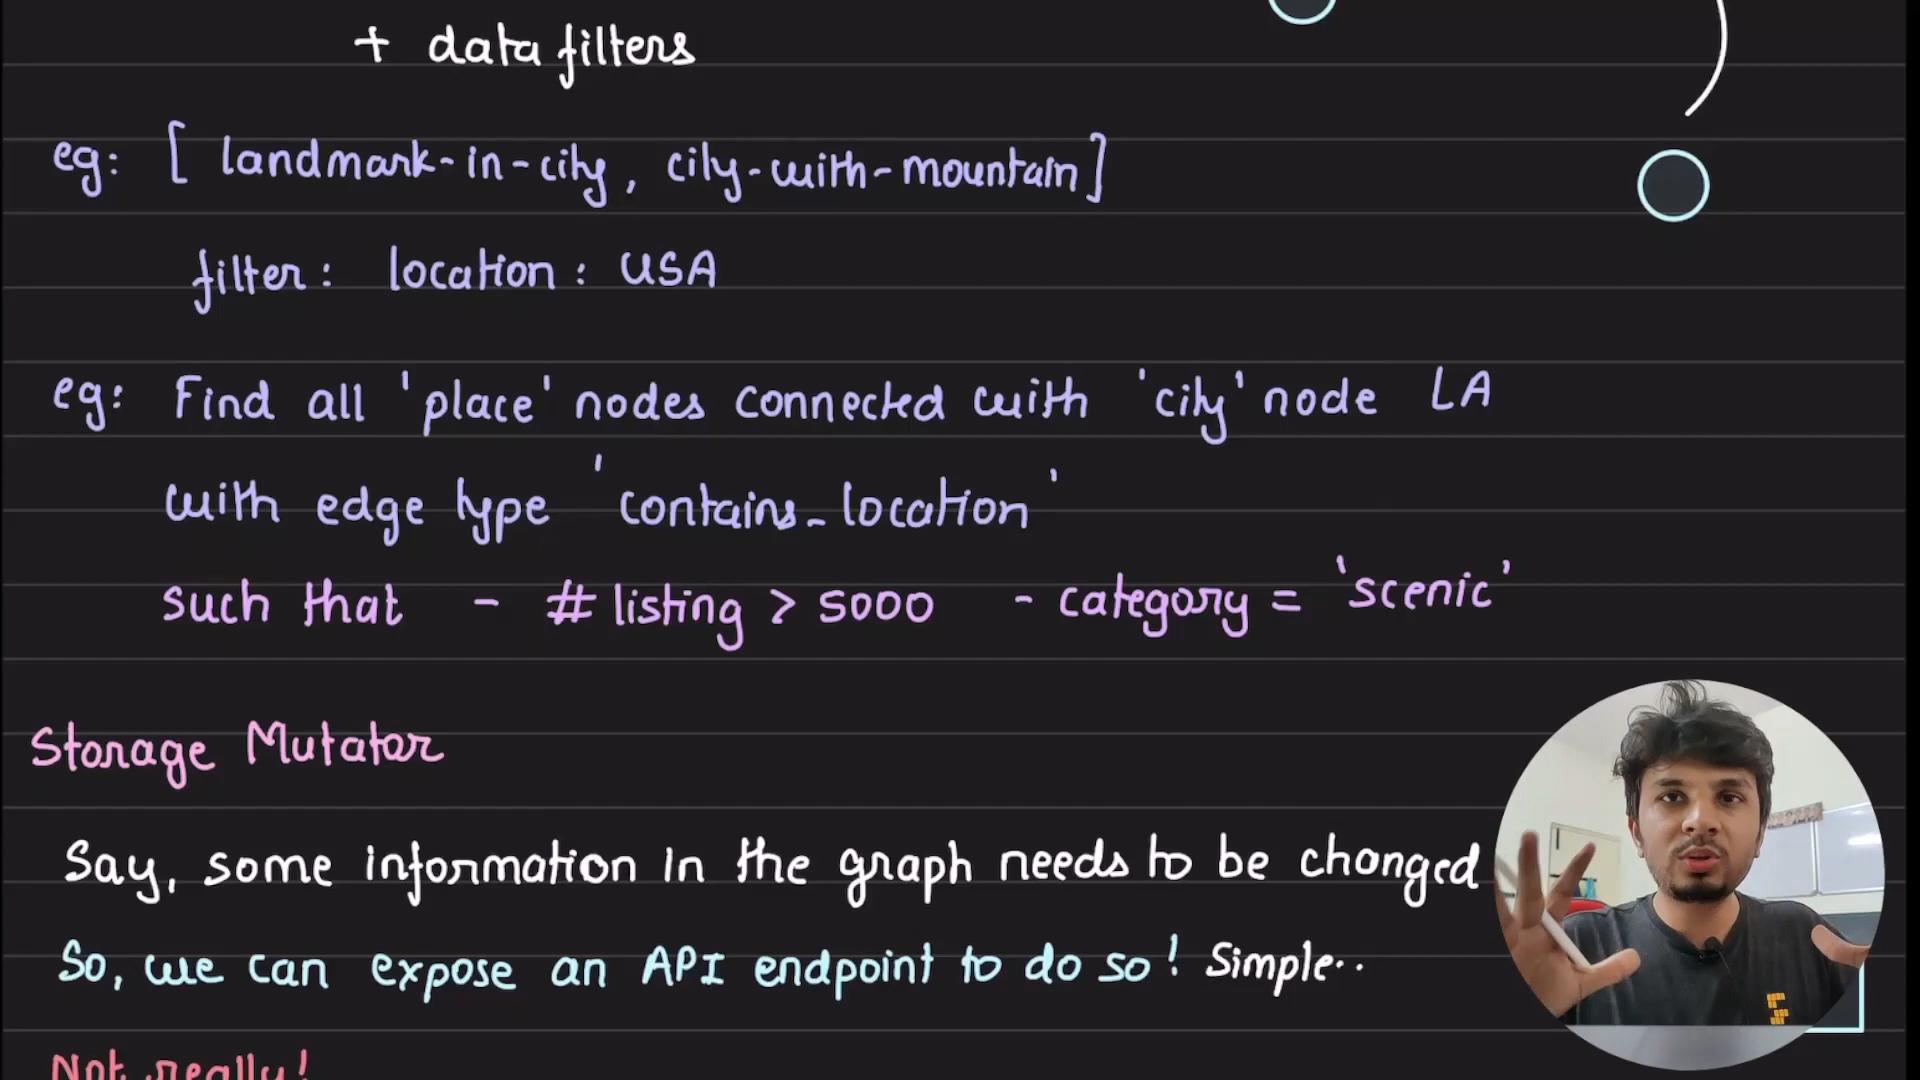 + data filters
eg: [ landmark-in-city, city-with-mountain]
filter: location: USA
eg: Find all 'place' nodes connected with 'city' node LA
with edge type 'contains_location'
such that - # listing > 5000 - category = 'scenic'
Storage Mutator
Say, some information in the graph needs to be changed
So, we can expose an API endpoint to do so! Simple..
Not really!